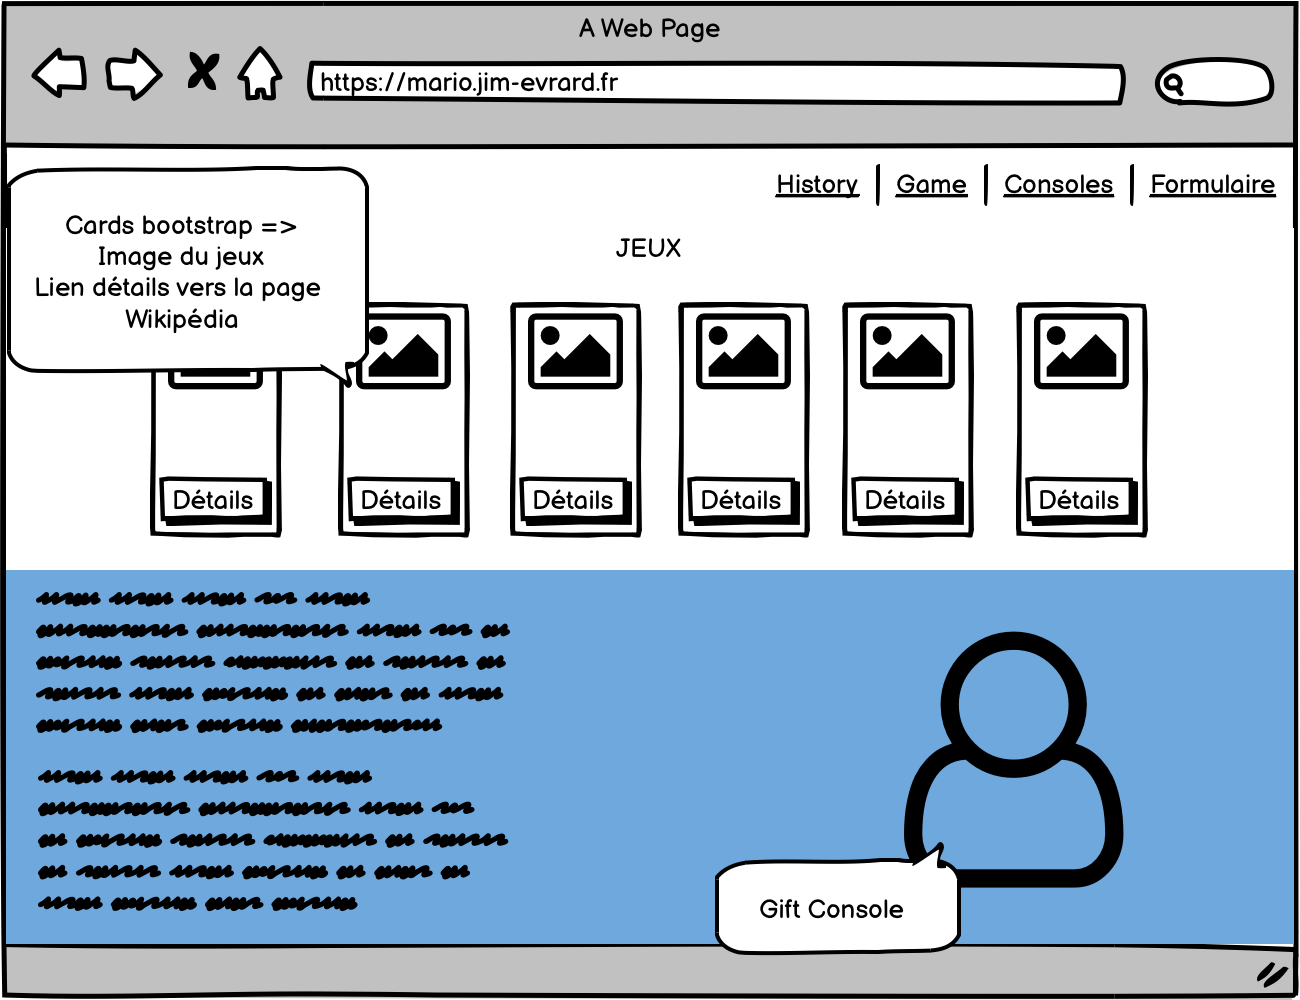 A Web Page
https://mario.jim-evrard.fr
History
Game
Consoles
Formulaire
Cards bootstrap =>
Image du jeux
Lien détails vers la page
Wikipédia
JEUX
Détails
Détails
Détails
Détails
Détails
Détails
Gift Console